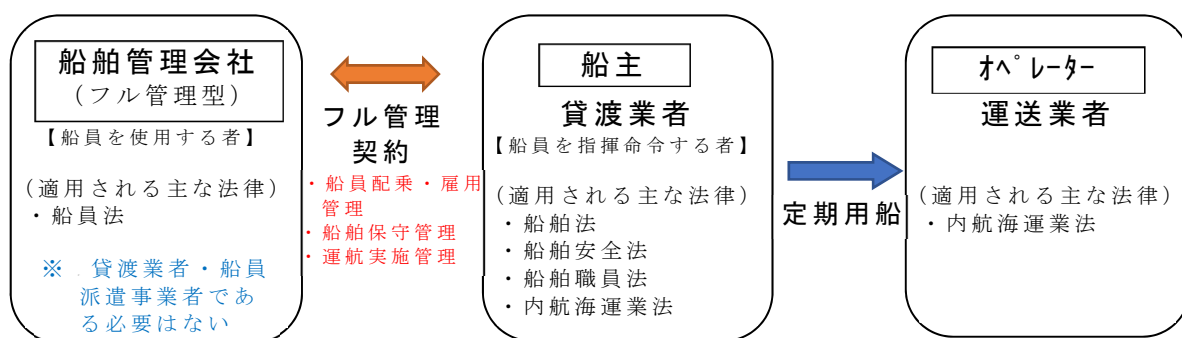 船舶管理会社
（フル管理型）
【船員を使用する者】
（適用される主な法律）
・船員法
※ 貸渡業者・船員
派遣事業者であ
る必要はない
フル管理
契約
・船員配乗・雇用
管理
・船舶保守管理
・運航実施管理
船主
貸渡業者
【船員を指揮命令する者】
（適用される主な法律）
・船舶法
・船舶安全法
・船舶職員法
・内航海運業法
定期用船
ｵﾍﾟﾚｰﾀｰ
運送業者
（適用される主な法律）
・内航海運業法